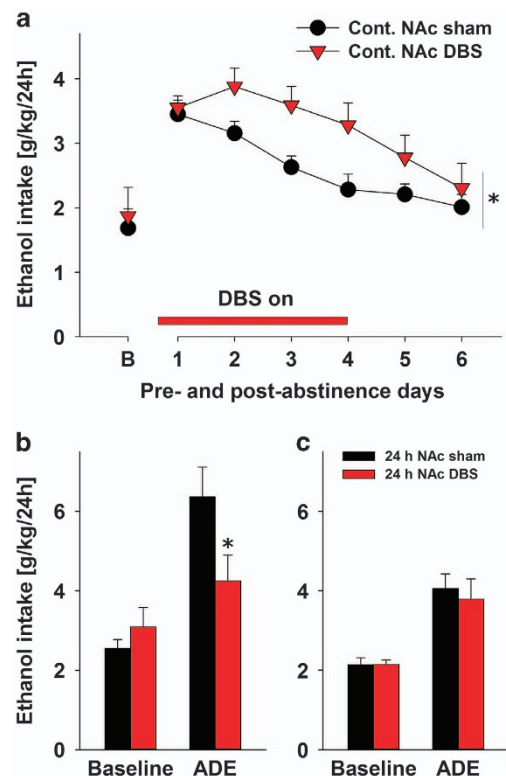 a
Cont. NAc sham
Cont. NAc DBS
Ethanol intake [g/kg/24h]
4
3
2
1
0
*
DBS on
B 1 2 3 4 5 6
Pre- and post-abstinence days
b
c
24 h NAc sham
24 h NAc DBS
Ethanol intake [g/kg/24h]
6
4
2
0
*
Baseline ADE
6
4
2
0
Baseline ADE